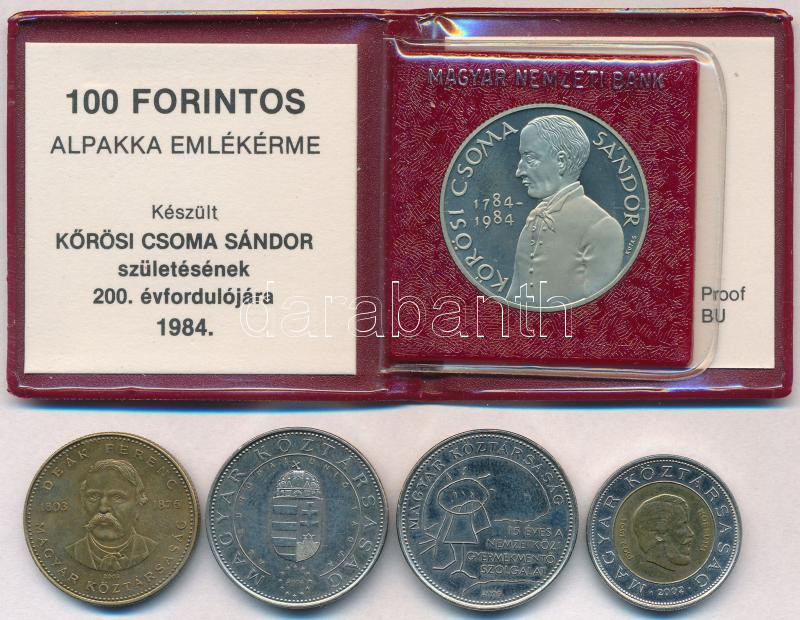 100 FORINTOS
ALPAKKA EMLÉKÉRME
Készült
KŐRÖSI CSOMA SÁNDOR
születésének
200. évfordulójára
1984.
MAGYAR NEMZETI BANK
KŐRÖSI CSOMA SÁNDOR
1784-
1984
Proof
BU
darabanth
DEÁK FERENC
1803 1876
MAGYAR KÖZTÁRSASÁG
MAGYAR KÖZTÁRSASÁG
MAGYAR KÖZTÁRSASÁG
15 ÉVES A
NEMZETKÖZI
GYERMEKMENTŐ
SZOLGÁLAT
MAGYAR KÖZTÁRSASÁG
2002